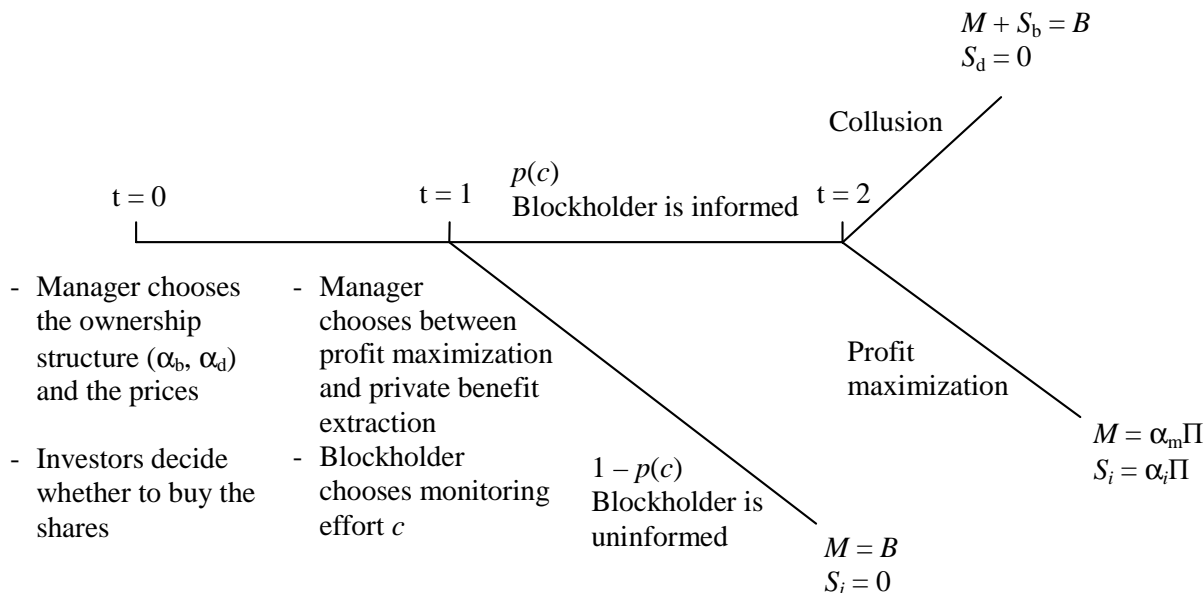 M + S_b = B
S_d = 0
Collusion
p(c)
t = 0
t = 1
Blockholder is informed
t = 2
- Manager chooses
the ownership
structure (α_b, α_d)
and the prices
- Investors decide
whether to buy the
shares
- Manager
chooses between
profit maximization
and private benefit
extraction
- Blockholder
chooses monitoring
effort c
Profit
maximization
1 – p(c)
Blockholder is
uninformed
M = α_mΠ
S_i = α_iΠ
M = B
S_i = 0